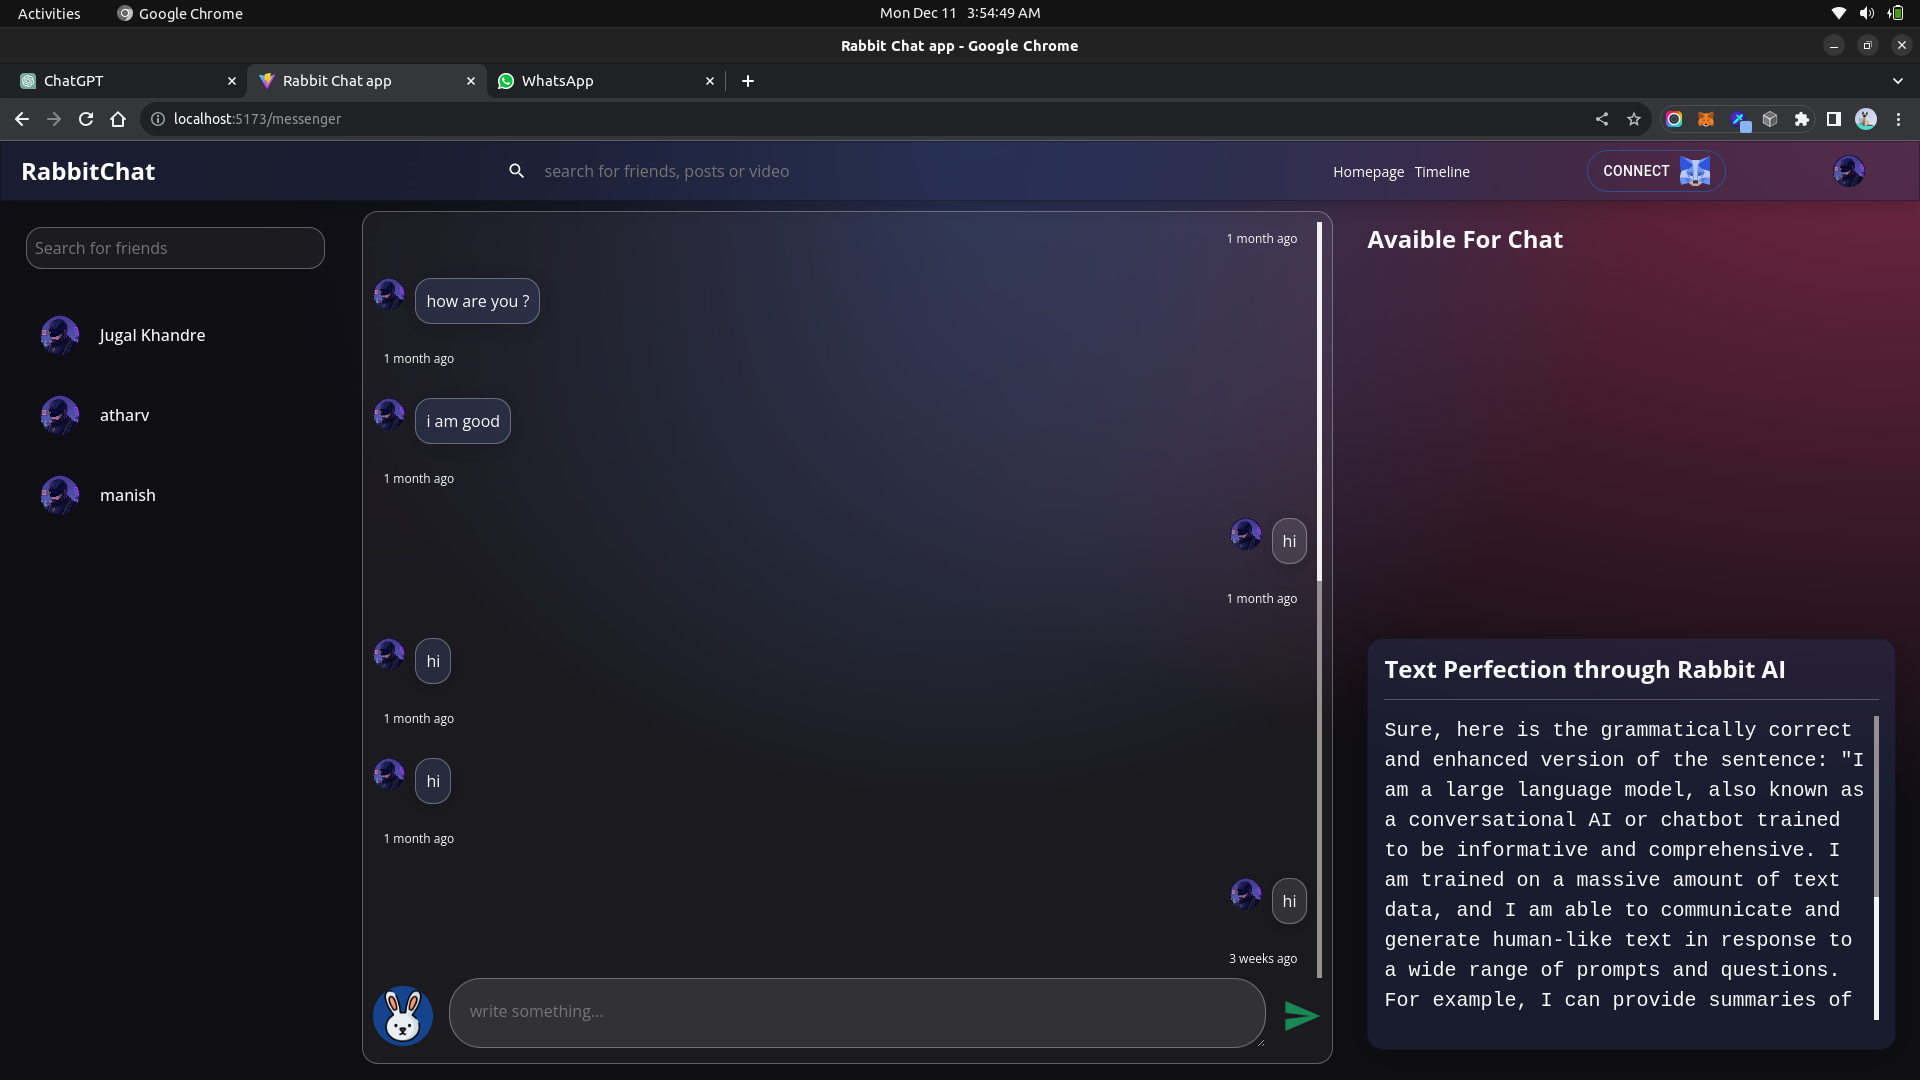 Activities
Google Chrome
Mon Dec 11 3:54:49 AM
Rabbit Chat app - Google Chrome
ChatGPT
Rabbit Chat app
WhatsApp
localhost:5173/messenger
RabbitChat
search for friends, posts or video
Homepage Timeline
CONNECT
Search for friends
Jugal Khandre
atharv
manish
1 month ago
how are you ?
1 month ago
i am good
1 month ago
hi
1 month ago
hi
1 month ago
hi
1 month ago
hi
3 weeks ago
write something...
Avaible For Chat
Text Perfection through Rabbit AI
Sure, here is the grammatically correct
and enhanced version of the sentence: "I
am a large language model, also known as
a conversational AI or chatbot trained
to be informative and comprehensive. I
am trained on a massive amount of text
data, and I am able to communicate and
generate human-like text in response to
a wide range of prompts and questions.
For example, I can provide summaries of